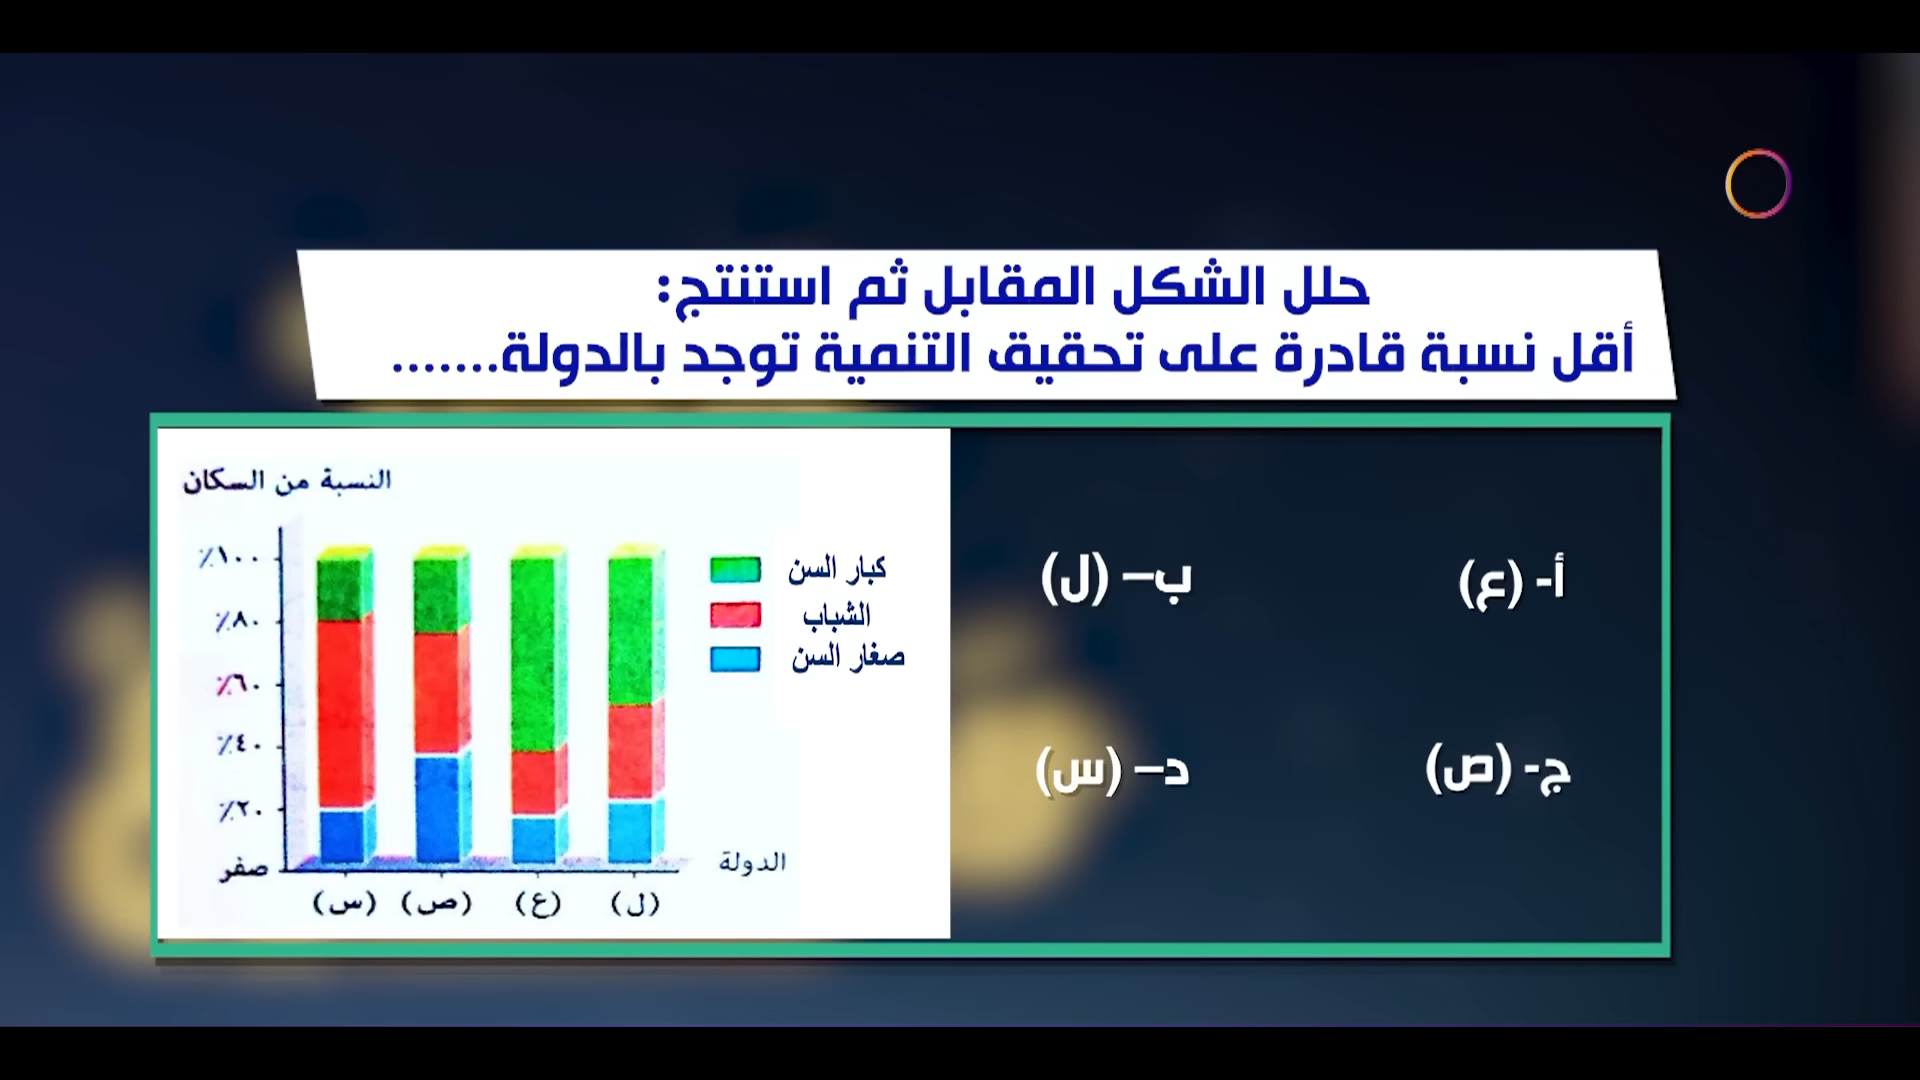 حلل الشكل المقابل ثم استنتج:
أقل نسبة قادرة على تحقيق التنمية توجد بالدولة.......
أ- (ع)
ب– (ل)
ج- (ص)
د– (س)
النسبة من السكان
٪١٠٠
٪٨٠
٪٦٠
٪٤٠
٪٢٠
صفر
(س) (ص) (ع) (ل)
الدولة
كبار السن
الشباب
صغار السن